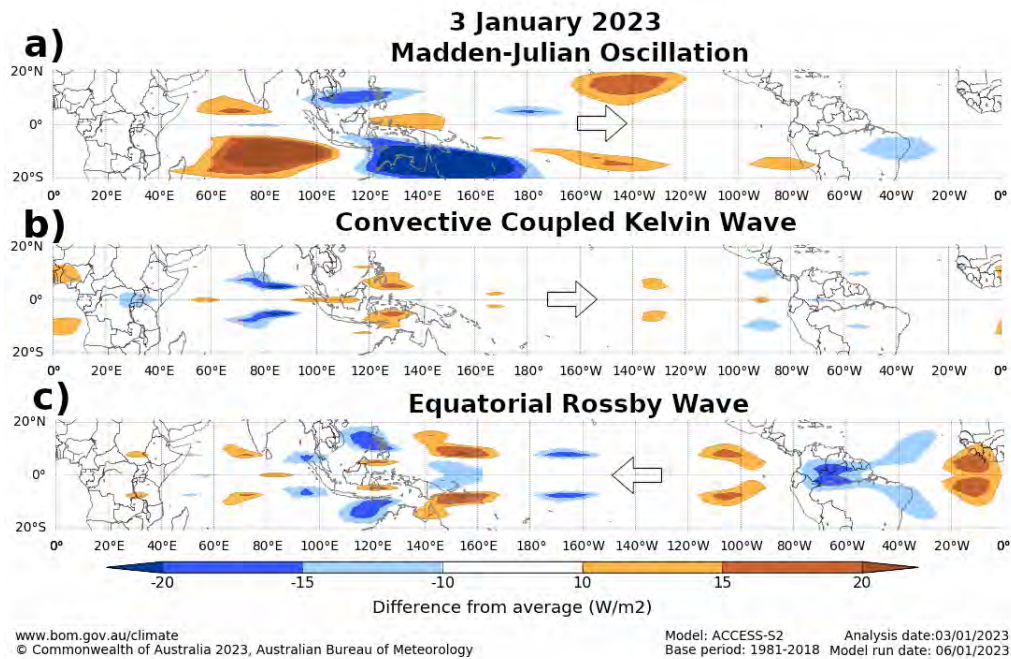 3 January 2023
a)
Madden-Julian Oscillation
20°N
0°
20°S
0° 20°E 40°E 60°E 80°E 100°E 120°E 140°E 160°E 180° 160°W 140°W 120°W 100°W 80°W 60°W 40°W 20°W 0°
b)
Convective Coupled Kelvin Wave
20°N
0°
20°S
0° 20°E 40°E 60°E 80°E 100°E 120°E 140°E 160°E 180° 160°W 140°W 120°W 100°W 80°W 60°W 40°W 20°W 0°
c)
Equatorial Rossby Wave
20°N
0°
20°S
0° 20°E 40°E 60°E 80°E 100°E 120°E 140°E 160°E 180° 160°W 140°W 120°W 100°W 80°W 60°W 40°W 20°W 0°
-20 -15 -10 10 15 20
Difference from average (W/m2)
www.bom.gov.au/climate
© Commonwealth of Australia 2023, Australian Bureau of Meteorology
Model: ACCESS-S2 Analysis date:03/01/2023
Base period: 1981-2018 Model run date: 06/01/2023